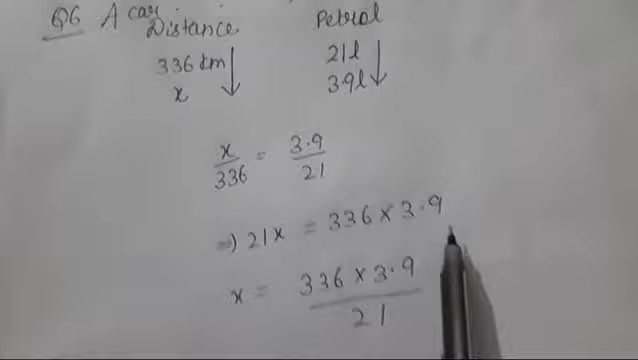 Q6 A car
Distance Petrol
336 km ↓ 21l ↓
x 3.9l
x/336 = 3.9/21
⇒) 21x = 336 × 3.9
x = 336 × 3.9 / 21